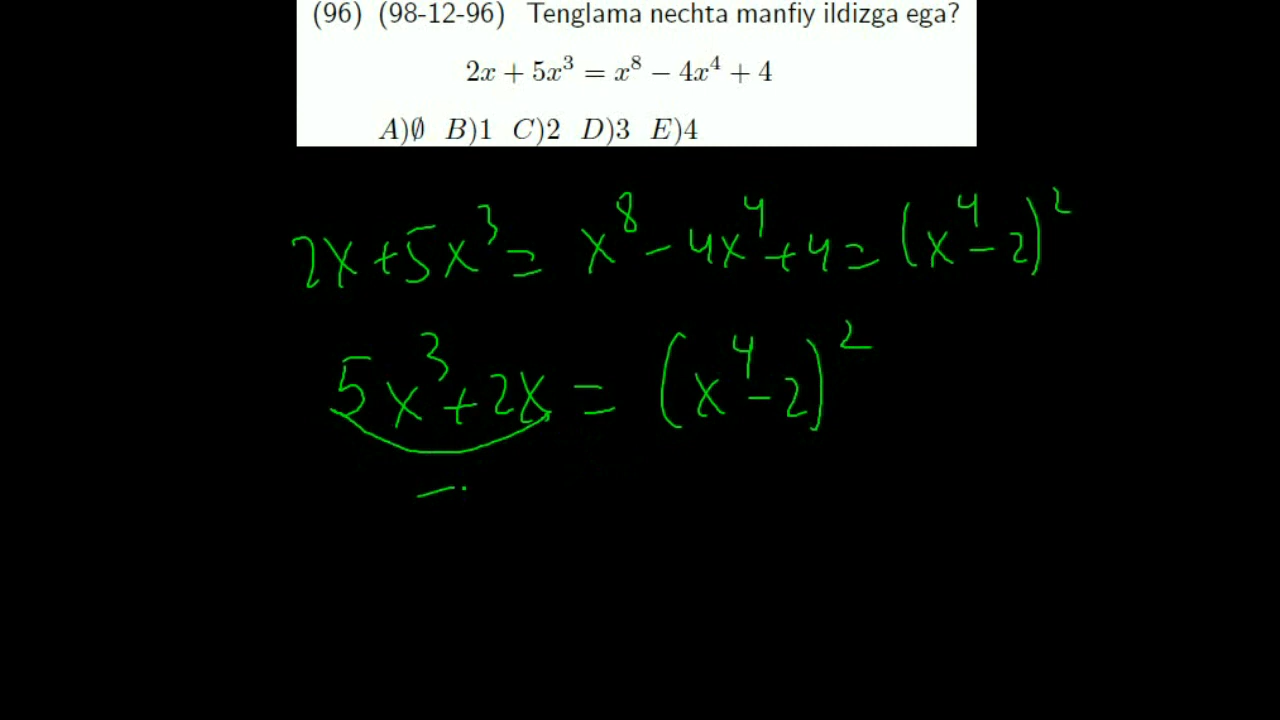 (96) (98-12-96) Tenglama nechta manfiy ildizga ega?
2x + 5x³ = x⁸ − 4x⁴ + 4
A)∅ B)1 C)2 D)3 E)4
2x+5x³= x⁸ − 4x⁴+4= (x⁴−2)²
5x³+2x = (x⁴−2)²
−.